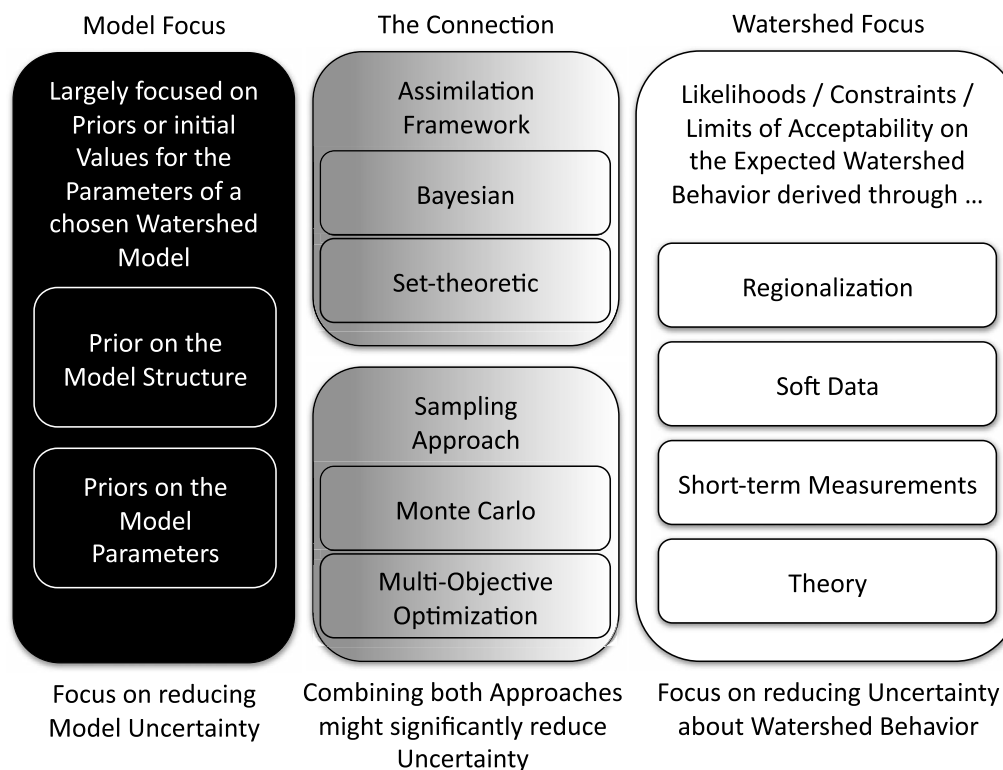 Model Focus
Largely focused on
Priors or initial
Values for the
Parameters of a
chosen Watershed
Model
Prior on the
Model Structure
Priors on the
Model
Parameters
Focus on reducing
Model Uncertainty
The Connection
Assimilation
Framework
Bayesian
Set-theoretic
Sampling
Approach
Monte Carlo
Multi-Objective
Optimization
Combining both Approaches
might significantly reduce
Uncertainty
Watershed Focus
Likelihoods / Constraints /
Limits of Acceptability on
the Expected Watershed
Behavior derived through ...
Regionalization
Soft Data
Short-term Measurements
Theory
Focus on reducing Uncertainty
about Watershed Behavior